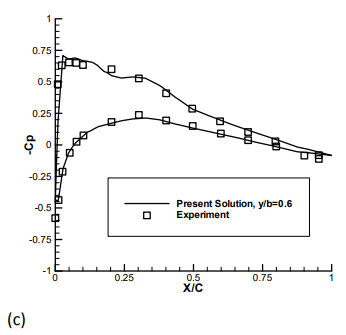 1
0.75
0.5
0.25
0
-0.25
-0.5
-0.75
-1
-Cp
Present Solution, y/b=0.6
Experiment
0 0.25 0.5 0.75 1
X/C
(c)